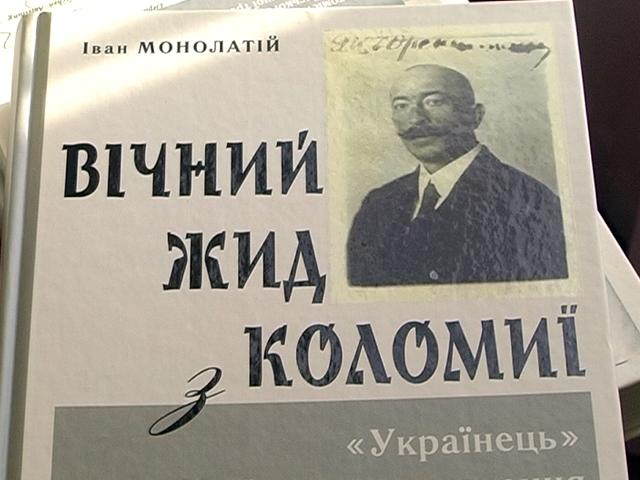 Іван МОНОЛАТІЙ
ВІЧНИЙ
ЖИД
З КОЛОМИЇ
«Українець»